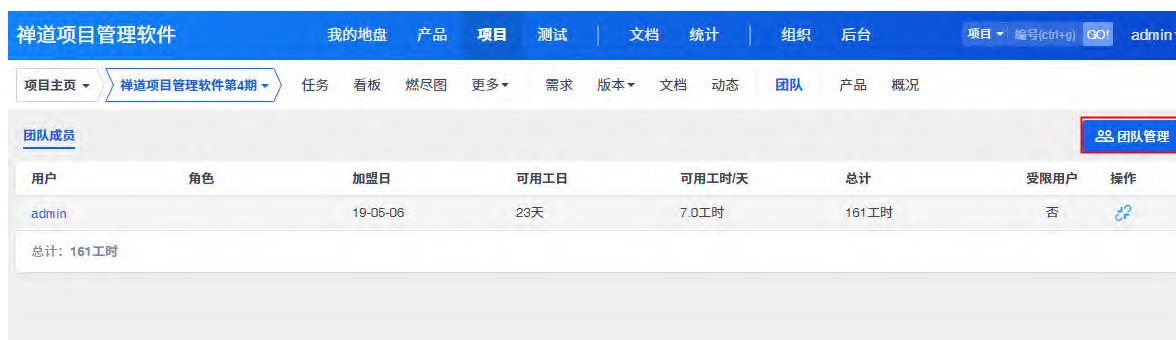 禅道项目管理软件 我的地盘 产品 项目 测试 文档 统计 组织 后台 项目 编号(ctrl+g) GO! admin
项目主页 禅道项目管理软件第4期 任务 看板 燃尽图 更多 需求 版本 文档 动态 团队 产品 概况
团队成员 团队管理
用户 角色 加盟日 可用工日 可用工时/天 总计 受限用户 操作
admin 19-05-06 23天 7.0工时 161工时 否
总计：161工时